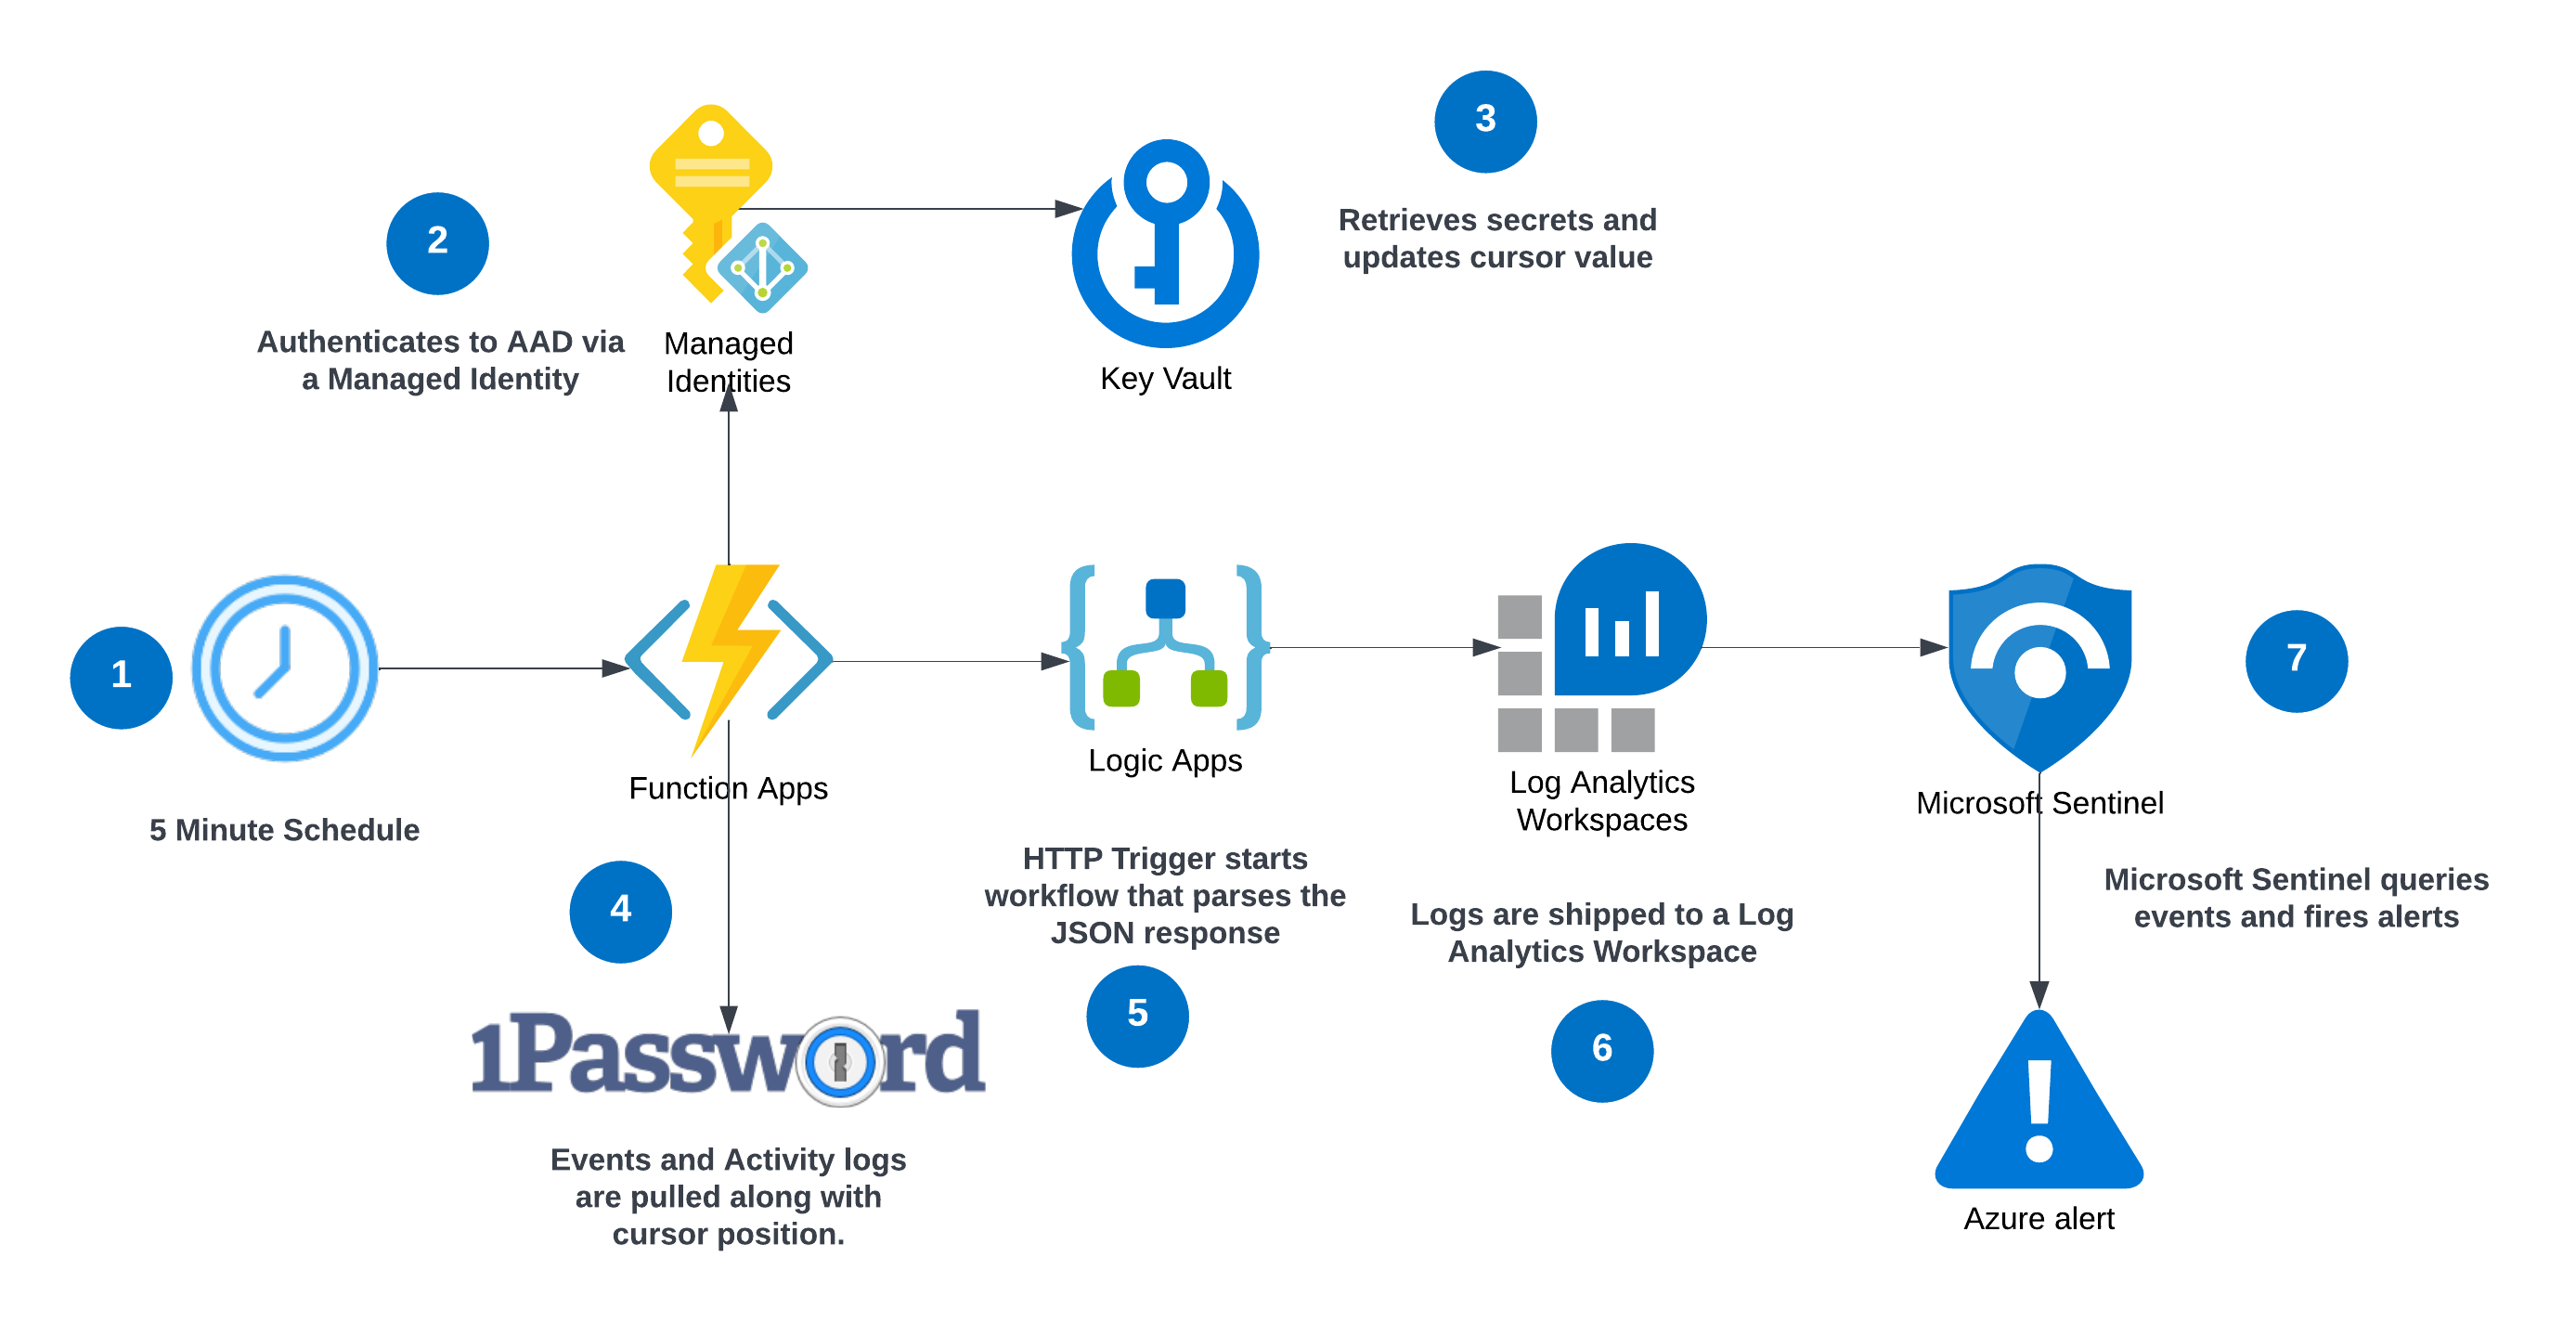 3
2
Retrieves secrets and
updates cursor value
Authenticates to AAD via
a Managed Identity
Managed
Identities
Key Vault
1
5 Minute Schedule
Function Apps
Logic Apps
Log Analytics
Workspaces
Microsoft Sentinel
7
4
HTTP Trigger starts
workflow that parses the
JSON response
5
Logs are shipped to a Log
Analytics Workspace
6
Microsoft Sentinel queries
events and fires alerts
1Password
Events and Activity logs
are pulled along with
cursor position.
Azure alert